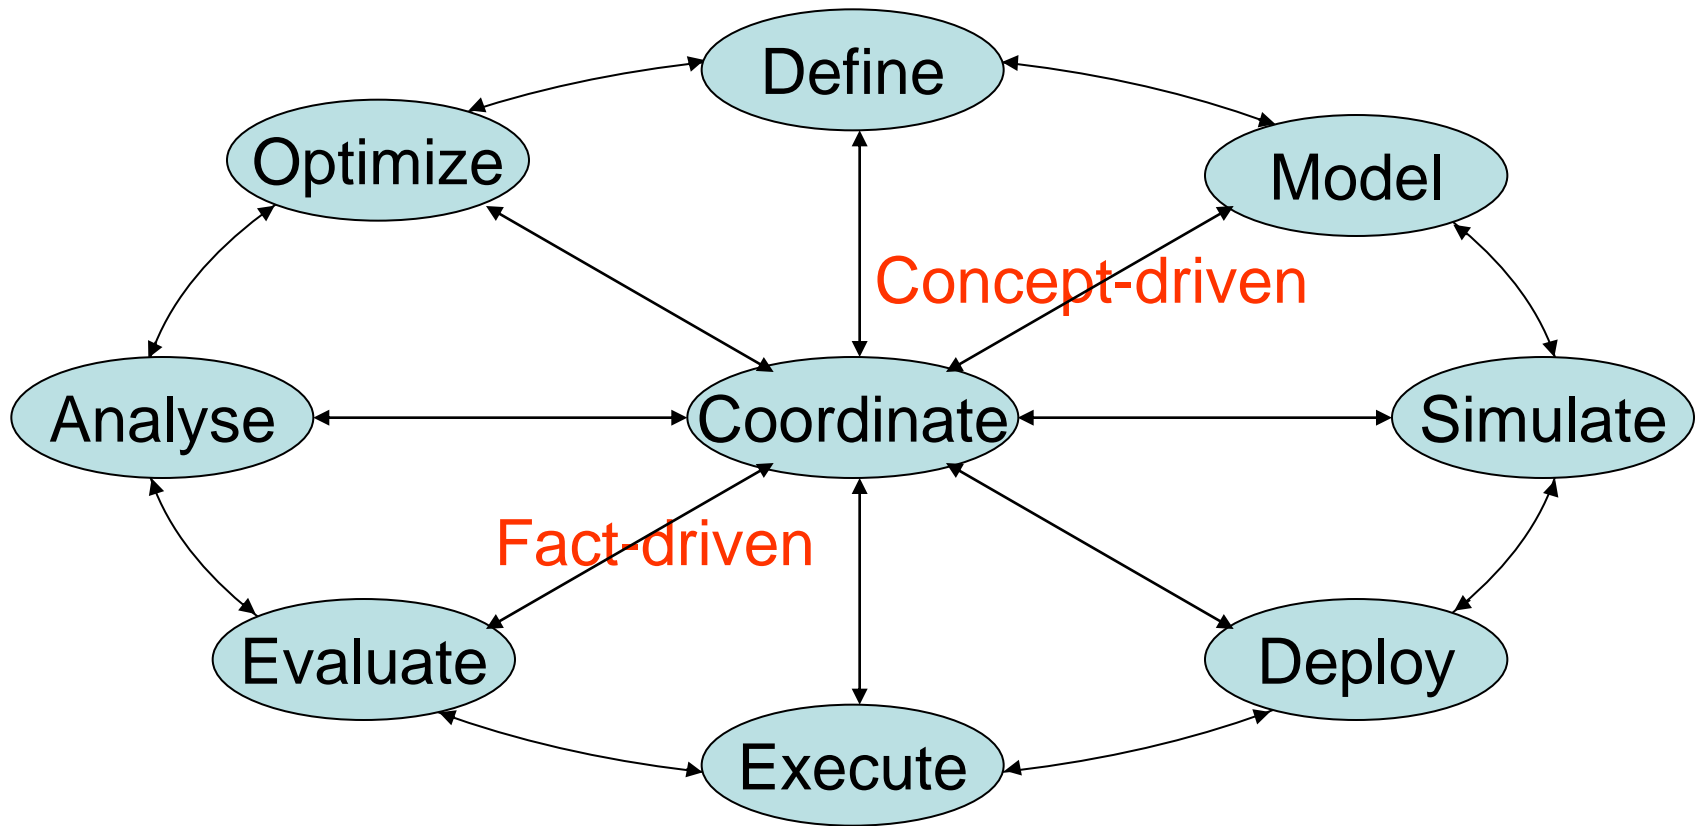 Define
Optimize
Model
Concept-driven
Analyse
Coordinate
Simulate
Fact-driven
Evaluate
Deploy
Execute